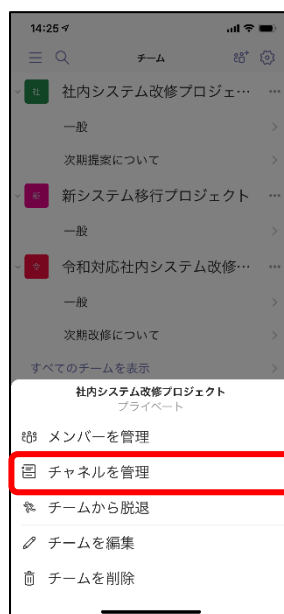 14:25
チーム
社 社内システム改修プロジェ…
一般
次期提案について
新 新システム移行プロジェクト
一般
令 令和対応社内システム改修…
一般
次期改修について
すべてのチームを表示
社内システム改修プロジェクト
プライベート
メンバーを管理
チャネルを管理
チームから脱退
チームを編集
チームを削除